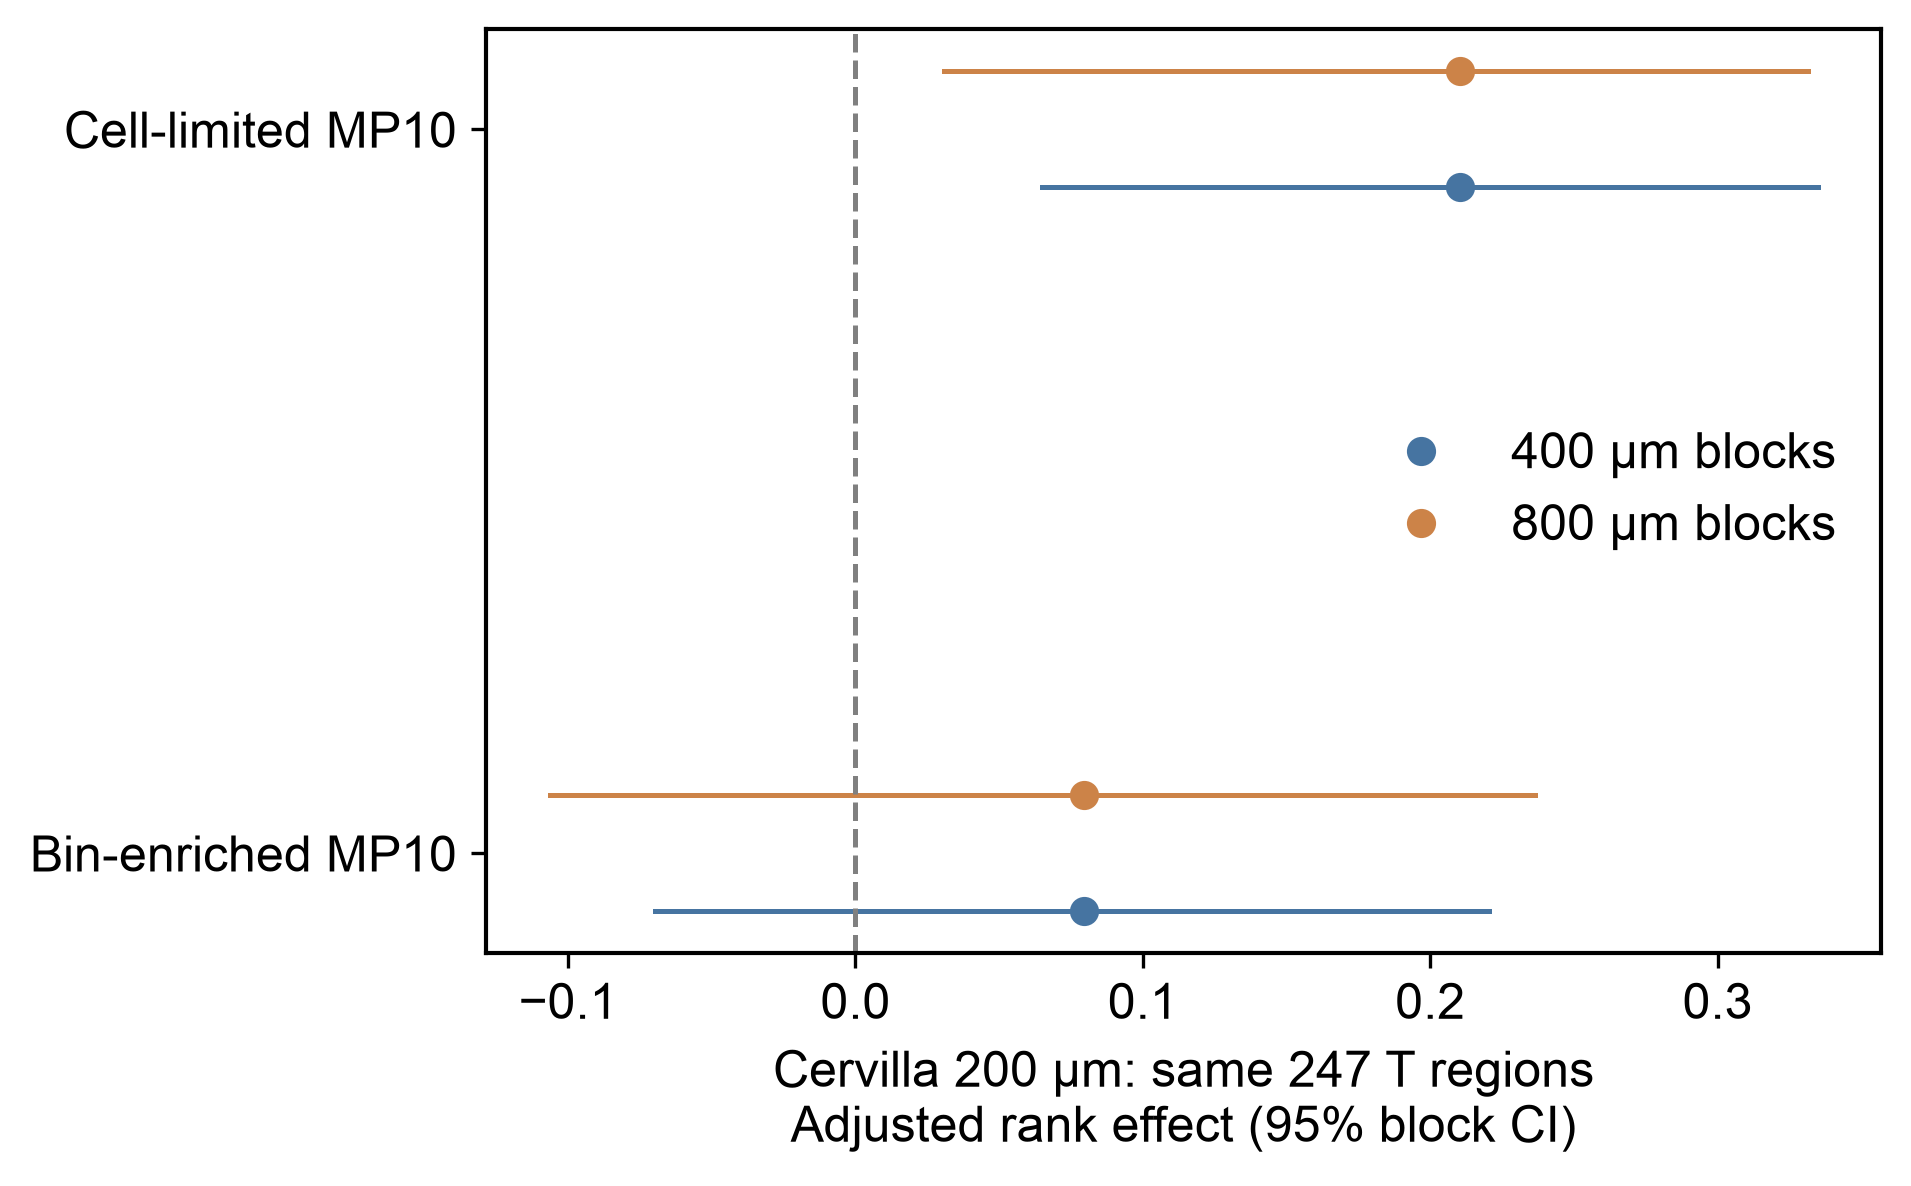 Cell-limited MP10
400 µm blocks
800 µm blocks
Bin-enriched MP10
−0.1 0.0 0.1 0.2 0.3
Cervilla 200 µm: same 247 T regions
Adjusted rank effect (95% block CI)